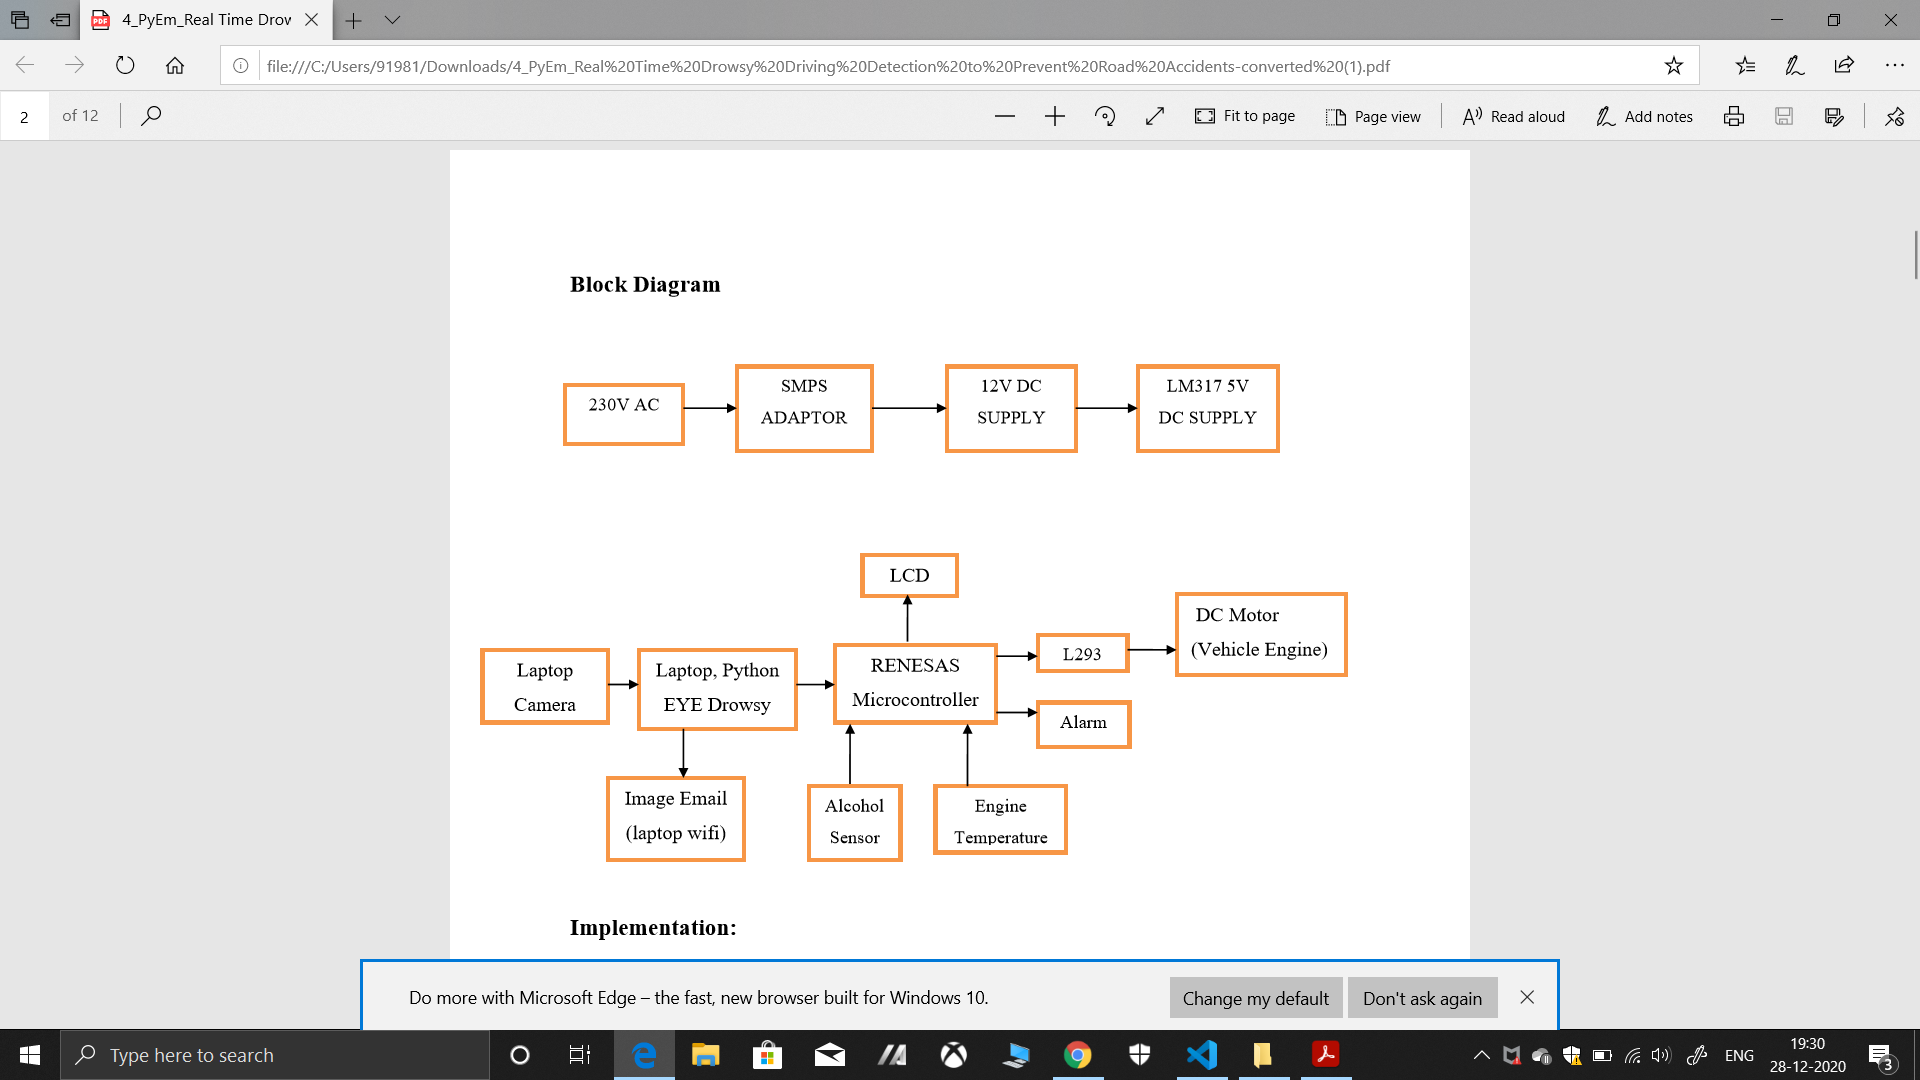 4_PyEm_Real Time Drow
file:///C:/Users/91981/Downloads/4_PyEm_Real%20Time%20Drowsy%20Driving%20Detection%20to%20Prevent%20Road%20Accidents-converted%20(1).pdf
2 of 12
Fit to page
Page view
Read aloud
Add notes
Block Diagram
230V AC
SMPS
ADAPTOR
12V DC
SUPPLY
LM317 5V
DC SUPPLY
LCD
DC Motor
(Vehicle Engine)
L293
Laptop
Camera
Laptop, Python
EYE Drowsy
RENESAS
Microcontroller
Alarm
Image Email
(laptop wifi)
Alcohol
Sensor
Engine
Temperature
Implementation:
Do more with Microsoft Edge – the fast, new browser built for Windows 10.
Change my default
Don't ask again
Type here to search
ENG
19:30
28-12-2020
3